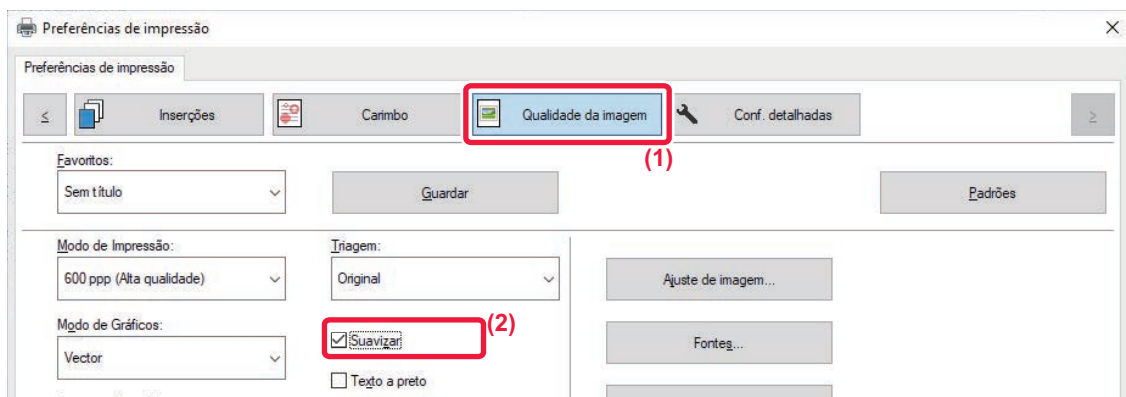 Preferências de impressão
Preferências de impressão
<
Inserções
Carimbo
Qualidade da imagem
Conf. detalhadas
>
(1)
Favoritos:
Sem título
Guardar
Padrões
Modo de Impressão:
Triagem:
600 ppp (Alta qualidade)
Original
Ajuste de imagem...
Modo de Gráficos:
(2)
Suavizar
Fontes...
Vector
Texto a preto